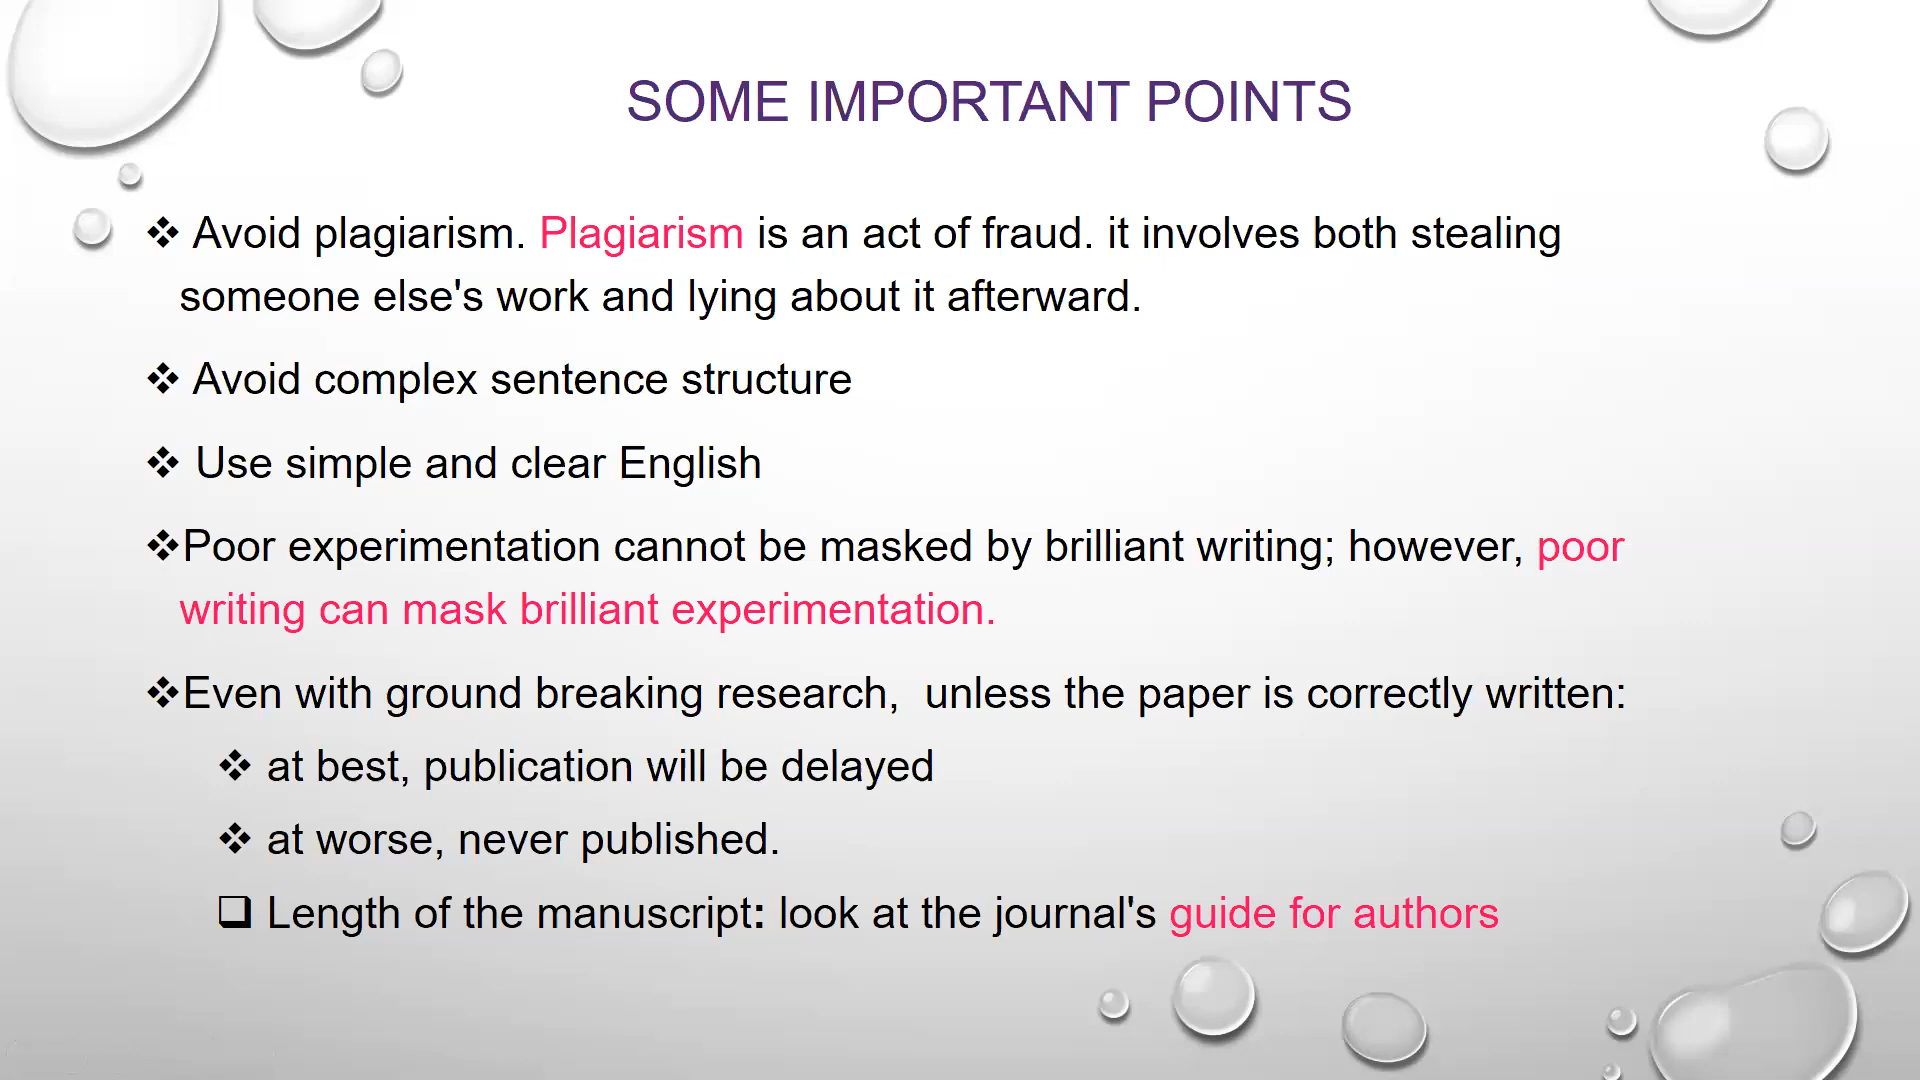 SOME IMPORTANT POINTS
❖ Avoid plagiarism. Plagiarism is an act of fraud. it involves both stealing
someone else's work and lying about it afterward.
❖ Avoid complex sentence structure
❖ Use simple and clear English
❖Poor experimentation cannot be masked by brilliant writing; however, poor
writing can mask brilliant experimentation.
❖Even with ground breaking research,  unless the paper is correctly written:
❖ at best, publication will be delayed
❖ at worse, never published.
❑ Length of the manuscript: look at the journal's guide for authors